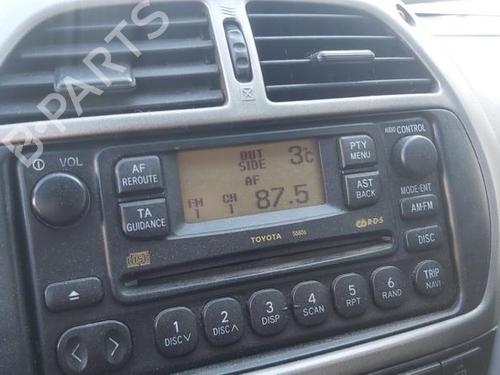 B-PARTS
VOL
AF REROUTE
TA GUIDANCE
OUT SIDE 3°C
AF
FM 1 CH 1 87.5
PTY MENU
AST BACK
AUDIO CONTROL
MODE·ENT
AM·FM
DISC
TRIP NAVI
TOYOTA 58806
R·D·S
1 DISC∨
2 DISC∧
3 DISP
4 SCAN
5 RPT
6 RAND